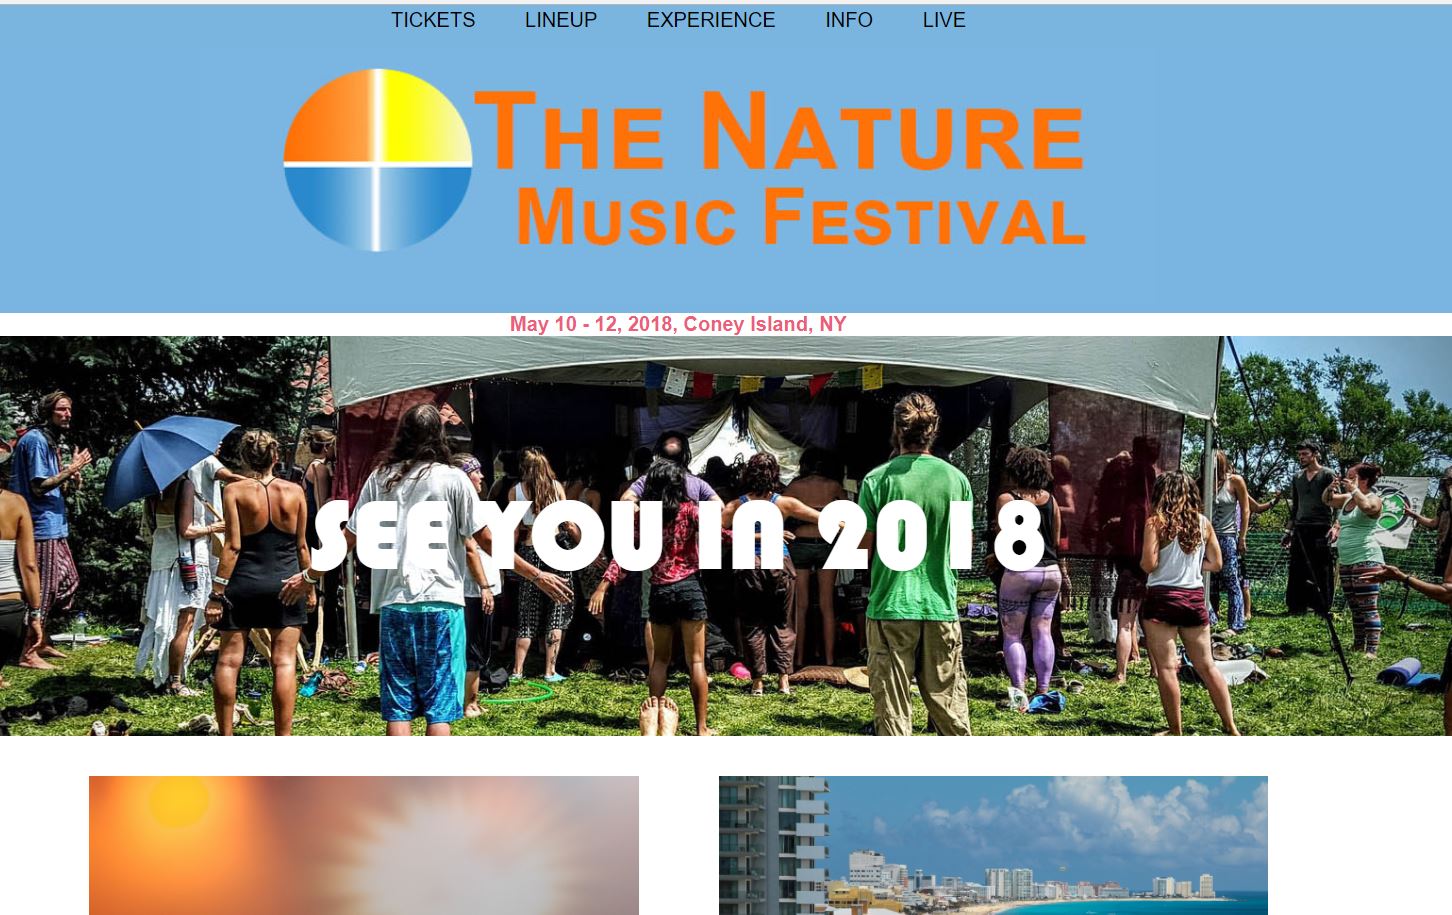 TICKETS LINEUP EXPERIENCE INFO LIVE
THE NATURE
MUSIC FESTIVAL
May 10 - 12, 2018, Coney Island, NY
SEE YOU IN 2018